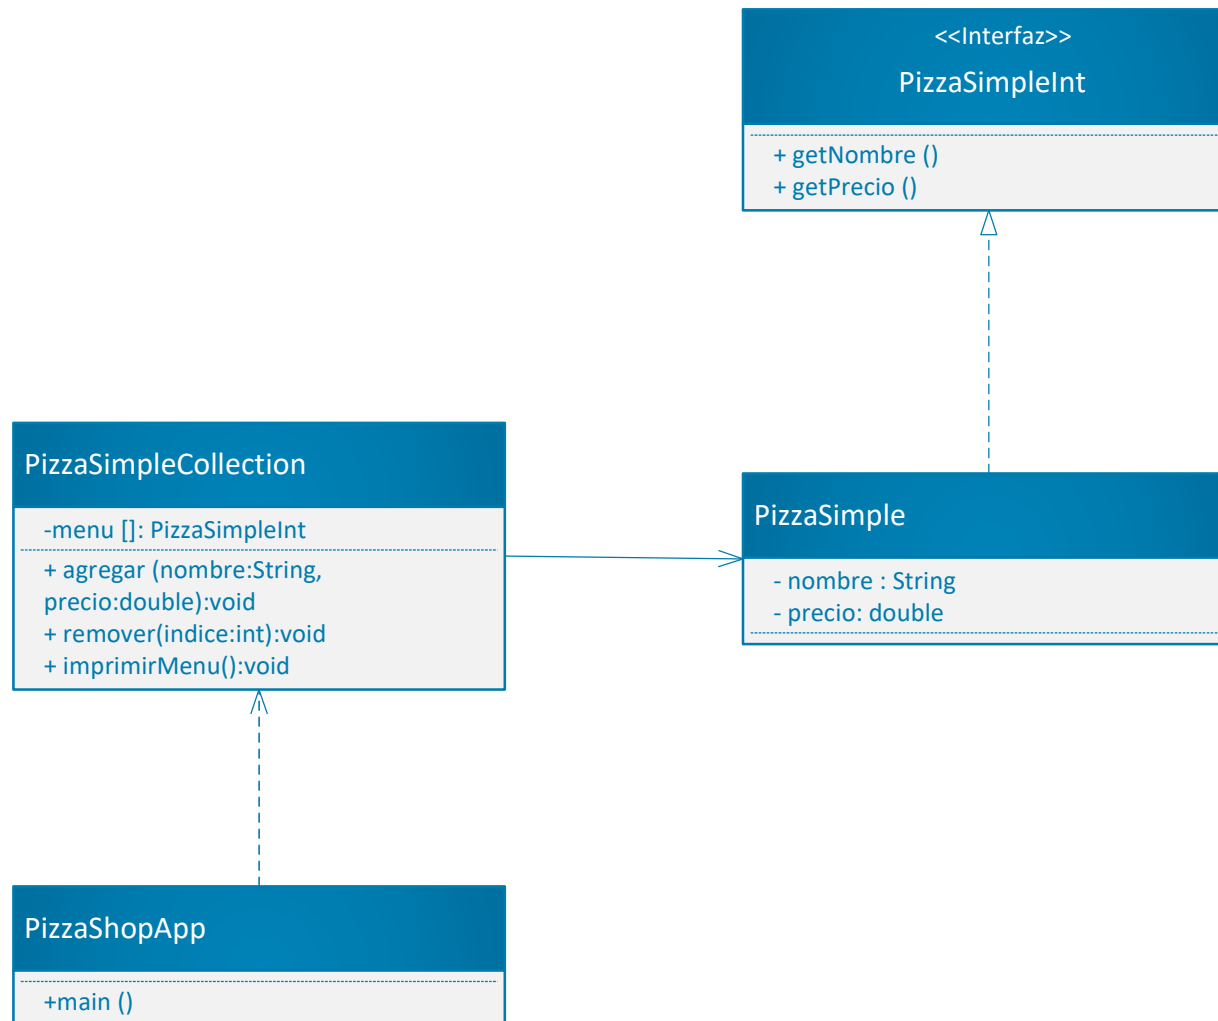 <<Interfaz>>
PizzaSimpleInt
+ getNombre ()
+ getPrecio ()
PizzaSimpleCollection
-menu []: PizzaSimpleInt
+ agregar (nombre:String,
precio:double):void
+ remover(indice:int):void
+ imprimirMenu():void
PizzaSimple
- nombre : String
- precio: double
PizzaShopApp
+main ()